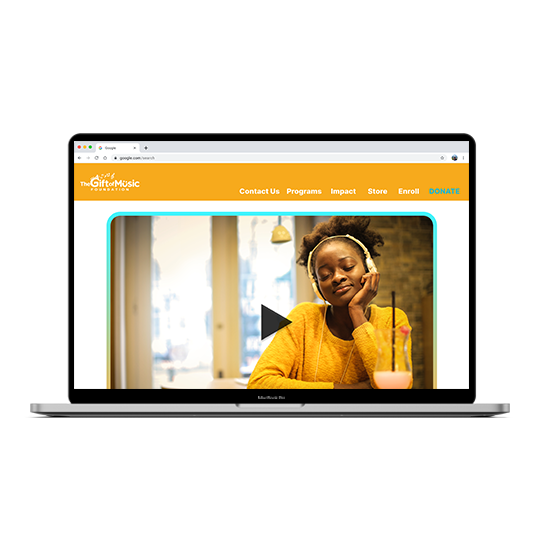 Google
google.com/search
The Gift of Music
FOUNDATION
Contact Us Programs Impact Store Enroll DONATE
MacBook Pro